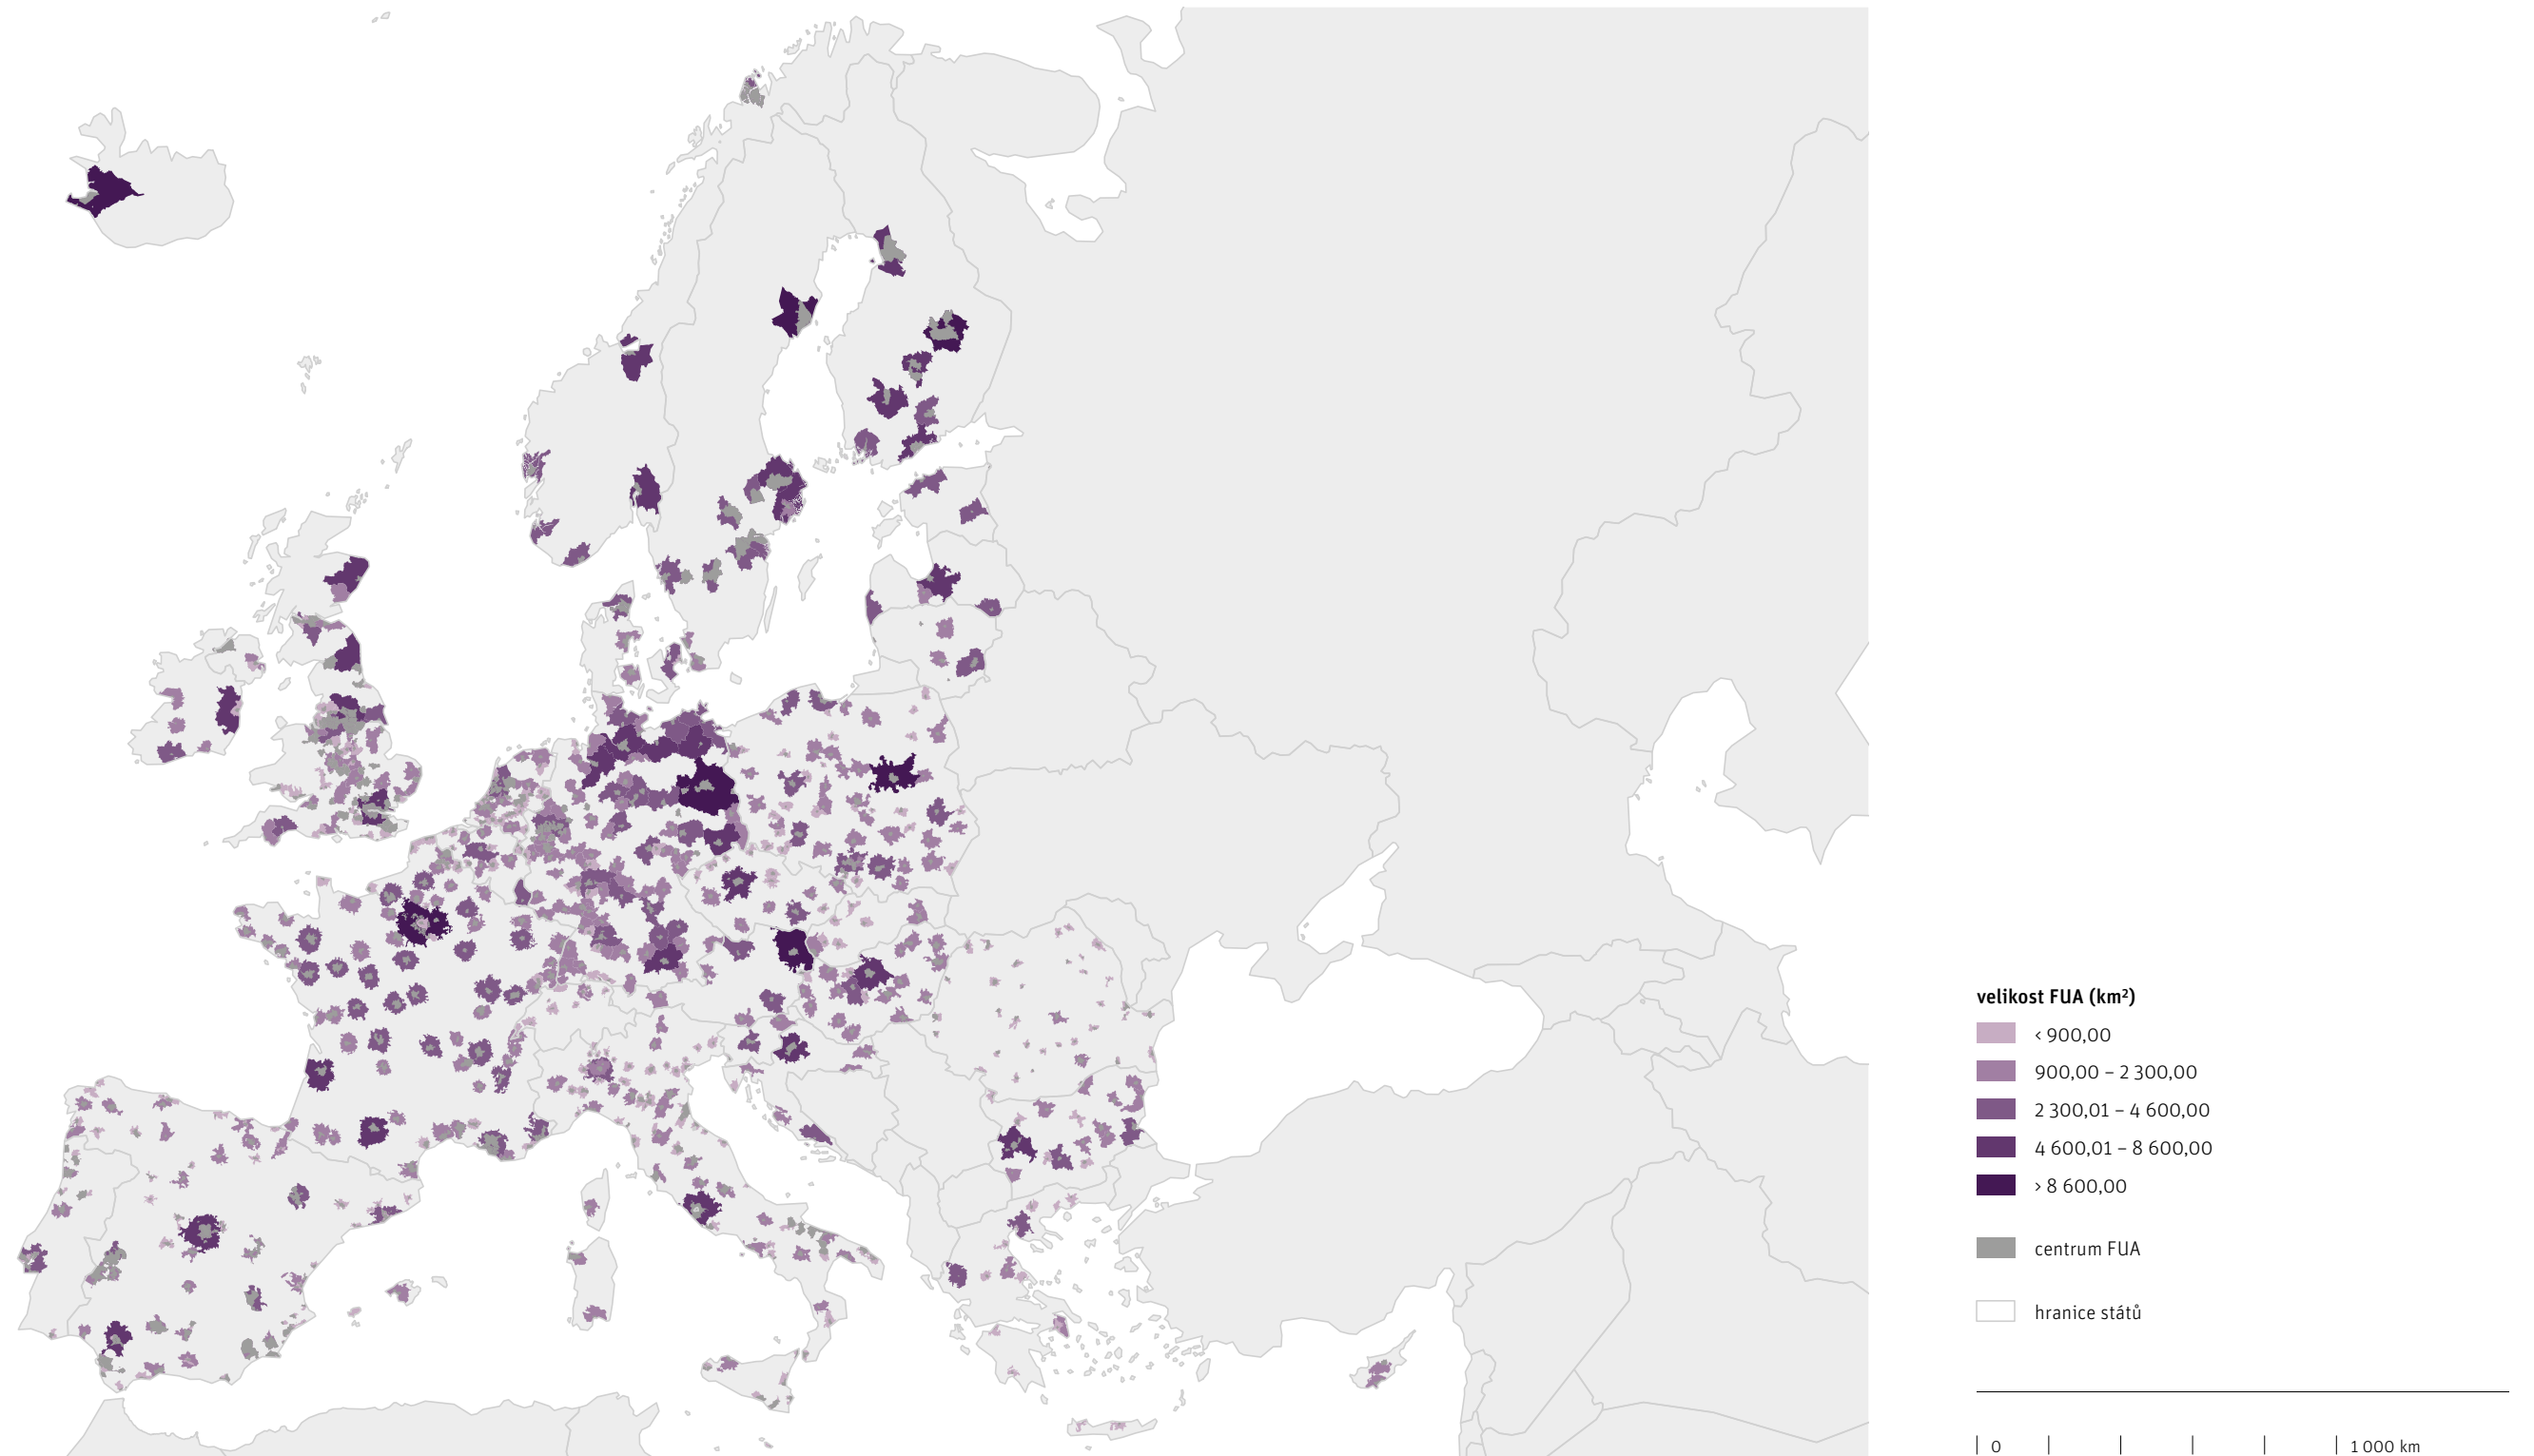 velikost FUA (km²)
< 900,00
900,00 – 2 300,00
2 300,01 – 4 600,00
4 600,01 – 8 600,00
> 8 600,00
centrum FUA
hranice států
0
1 000 km